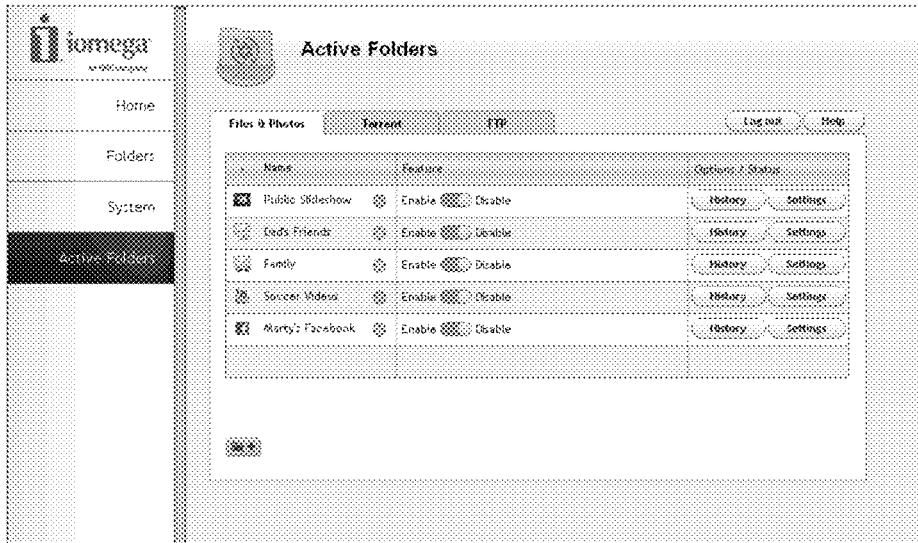 iomega
Active Folders
Home
Folders
System
Active Folders
Files & Photos
Torrent
FTP
Log out
Help
Name
Feature
Options / Status
Public Slideshow
Enable
Disable
History
Settings
Dad's Friends
Enable
Disable
History
Settings
Family
Enable
Disable
History
Settings
Soccer Videos
Enable
Disable
History
Settings
Marty's Facebook
Enable
Disable
History
Settings